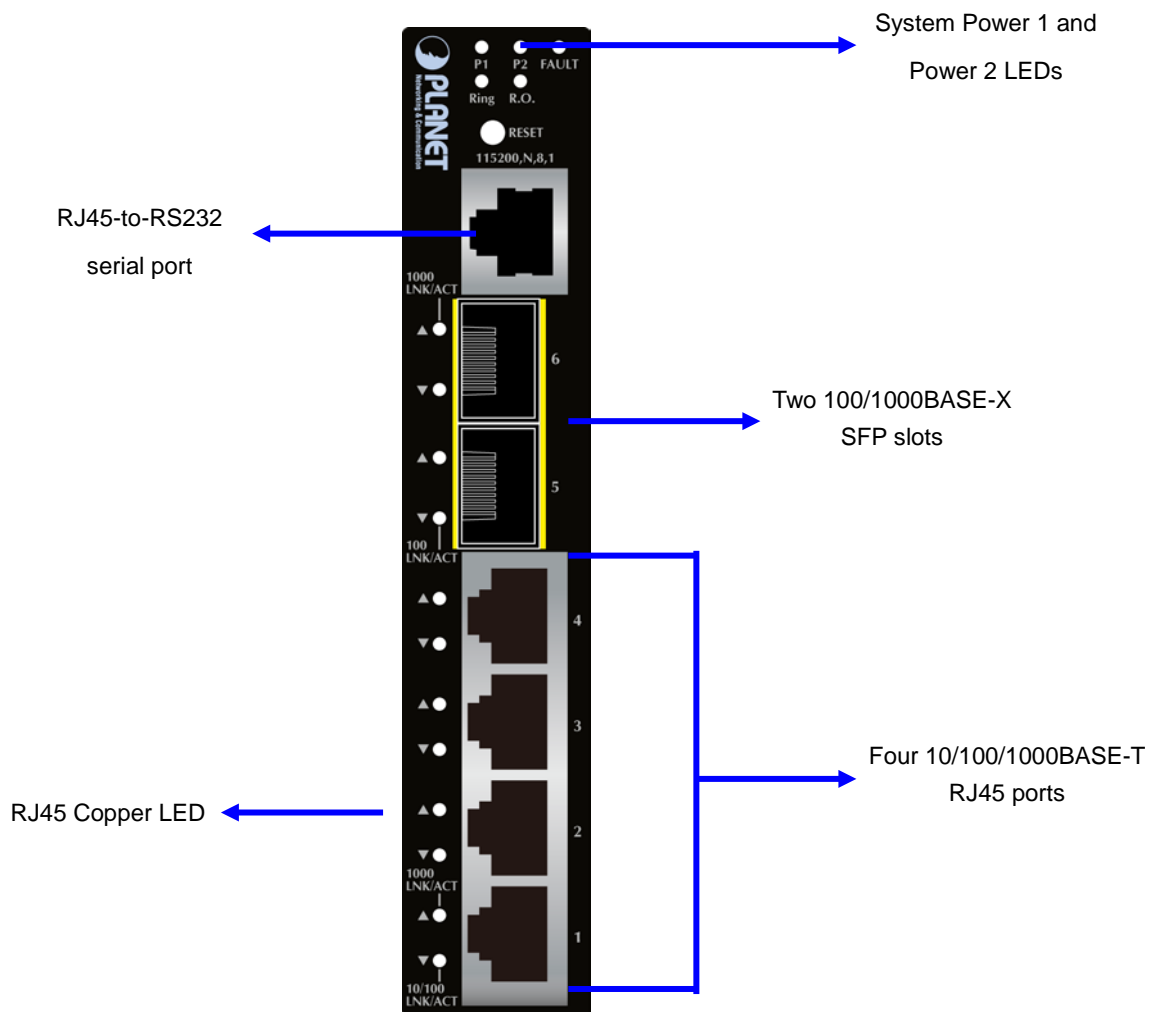 System Power 1 and
Power 2 LEDs
P1 P2 FAULT
Ring R.O.
RESET
115200,N,8,1
PLANET
Networking & Communication
RJ45-to-RS232
serial port
1000
LNK/ACT
6
Two 100/1000BASE-X
SFP slots
5
100
LNK/ACT
4
3
Four 10/100/1000BASE-T
RJ45 ports
RJ45 Copper LED
2
1000
LNK/ACT
1
10/100
LNK/ACT